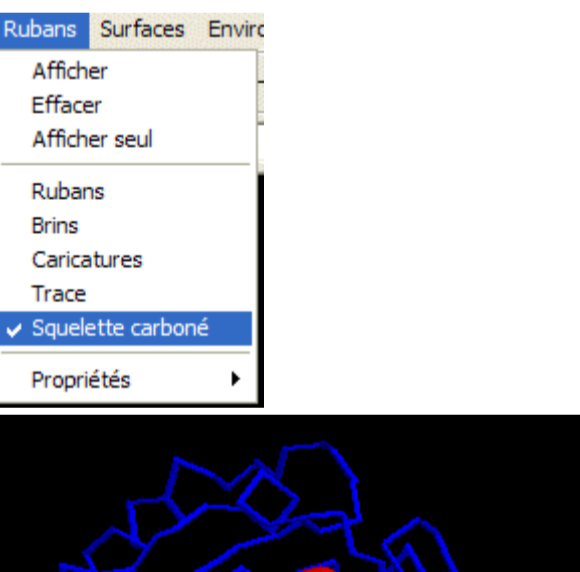 Rubans Surfaces
Afficher
Effacer
Afficher seul
Rubans
Brins
Caricatures
Trace
Squelette carboné
Propriétés